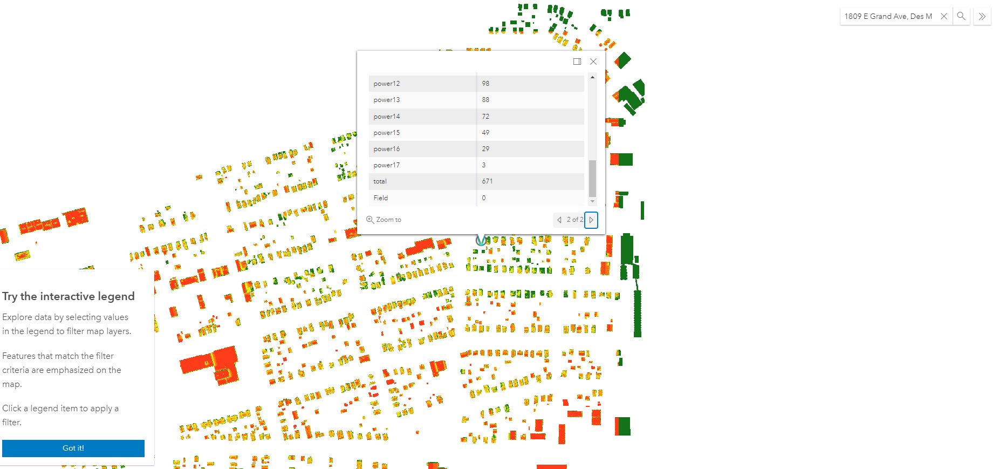 1809 E Grand Ave, Des M
power12 98
power13 88
power14 72
power15 49
power16 29
power17 3
total 671
Field 0
Zoom to
2 of 2
Try the interactive legend
Explore data by selecting values
in the legend to filter map layers.
Features that match the filter
criteria are emphasized on the
map.
Click a legend item to apply a
filter.
Got it!